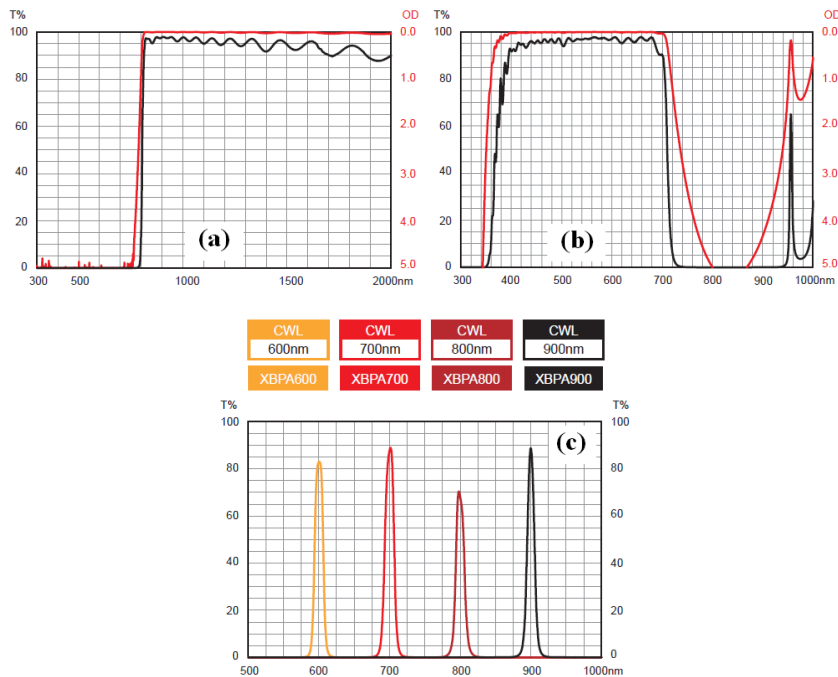 T% OD
100 0.0
80 1.0
60 2.0
40 3.0
20 4.0
0 5.0
(a)
300 500 1000 1500 2000nm
T% OD
100 0.0
80 1.0
60 2.0
40 3.0
20 4.0
0 5.0
(b)
300 400 500 600 700 800 900 1000nm
CWL CWL CWL CWL
600nm 700nm 800nm 900nm
XBPA600 XBPA700 XBPA800 XBPA900
T% T%
100 100
(c)
80 80
60 60
40 40
20 20
0 0
500 600 700 800 900 1000nm